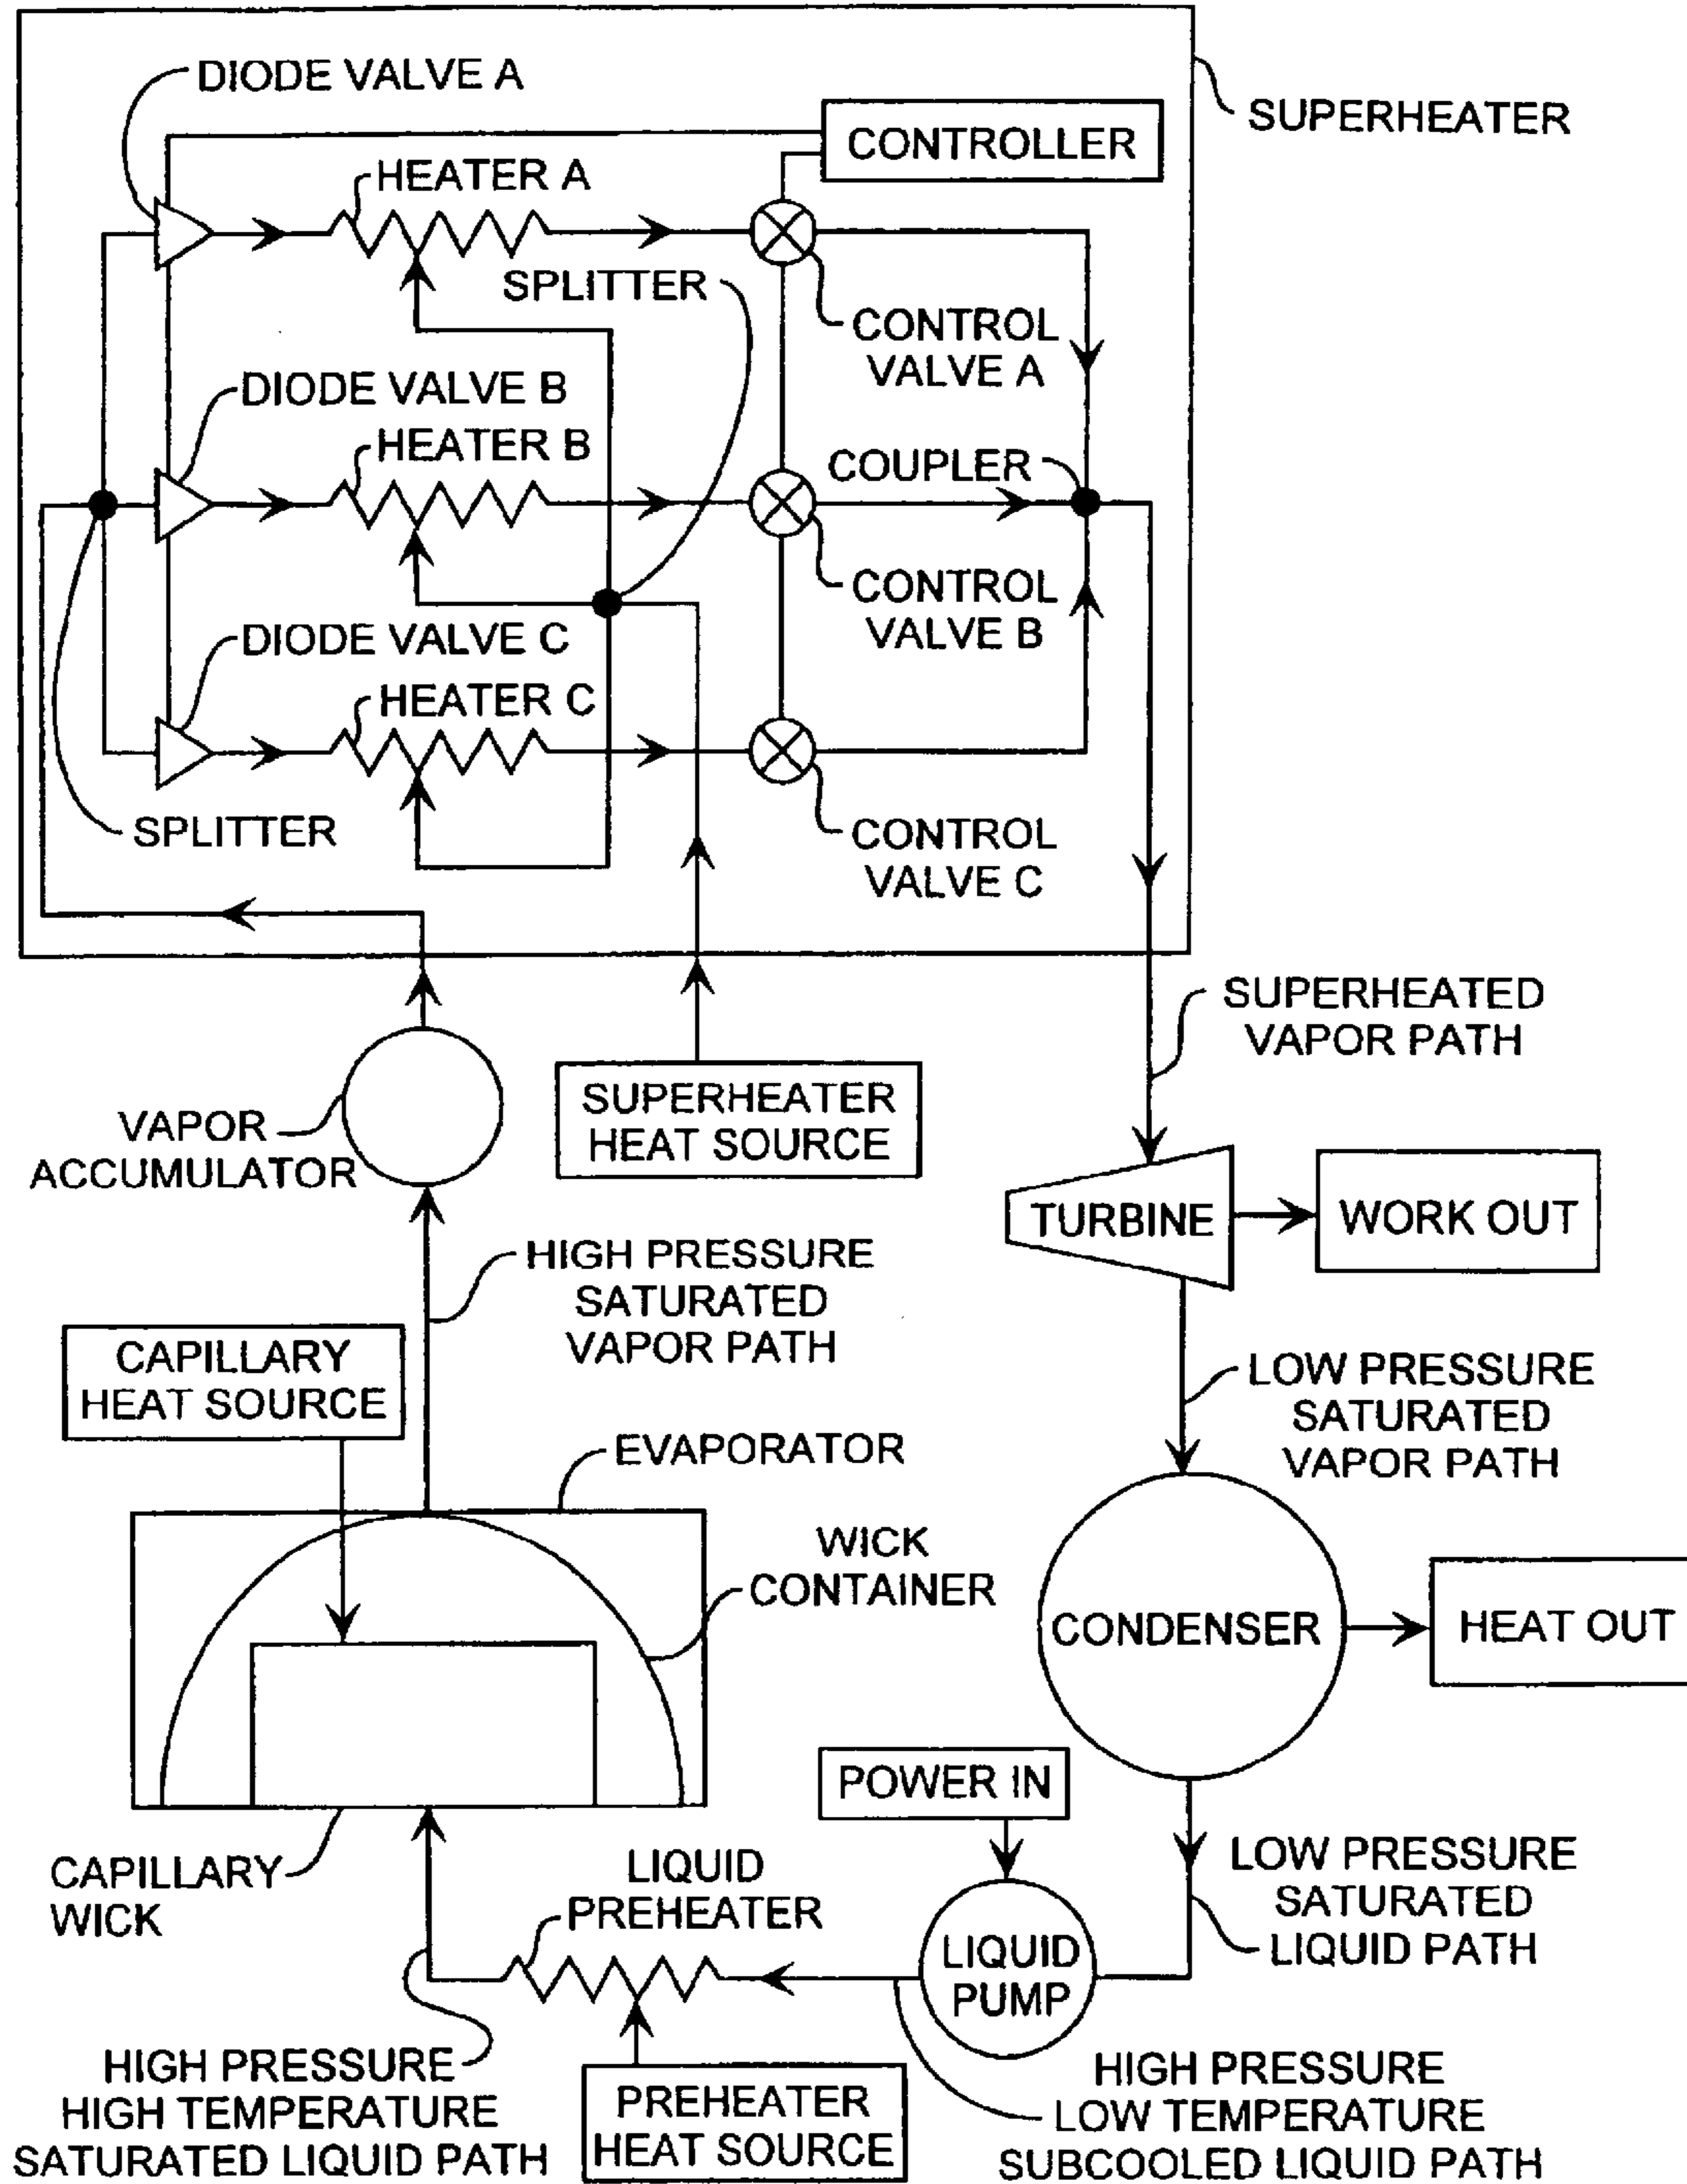 DIODE VALVE A
SUPERHEATER
CONTROLLER
HEATER A
SPLITTER
CONTROL
VALVE A
DIODE VALVE B
HEATER B
COUPLER
CONTROL
VALVE B
DIODE VALVE C
HEATER C
SPLITTER
CONTROL
VALVE C
SUPERHEATED
VAPOR PATH
SUPERHEATER
HEAT SOURCE
VAPOR
ACCUMULATOR
TURBINE
WORK OUT
HIGH PRESSURE
SATURATED
VAPOR PATH
CAPILLARY
HEAT SOURCE
LOW PRESSURE
SATURATED
VAPOR PATH
EVAPORATOR
WICK
CONTAINER
CONDENSER
HEAT OUT
POWER IN
CAPILLARY
WICK
LIQUID
PREHEATER
LOW PRESSURE
SATURATED
LIQUID PATH
LIQUID
PUMP
HIGH PRESSURE
HIGH TEMPERATURE
SATURATED LIQUID PATH
PREHEATER
HEAT SOURCE
HIGH PRESSURE
LOW TEMPERATURE
SUBCOOLED LIQUID PATH